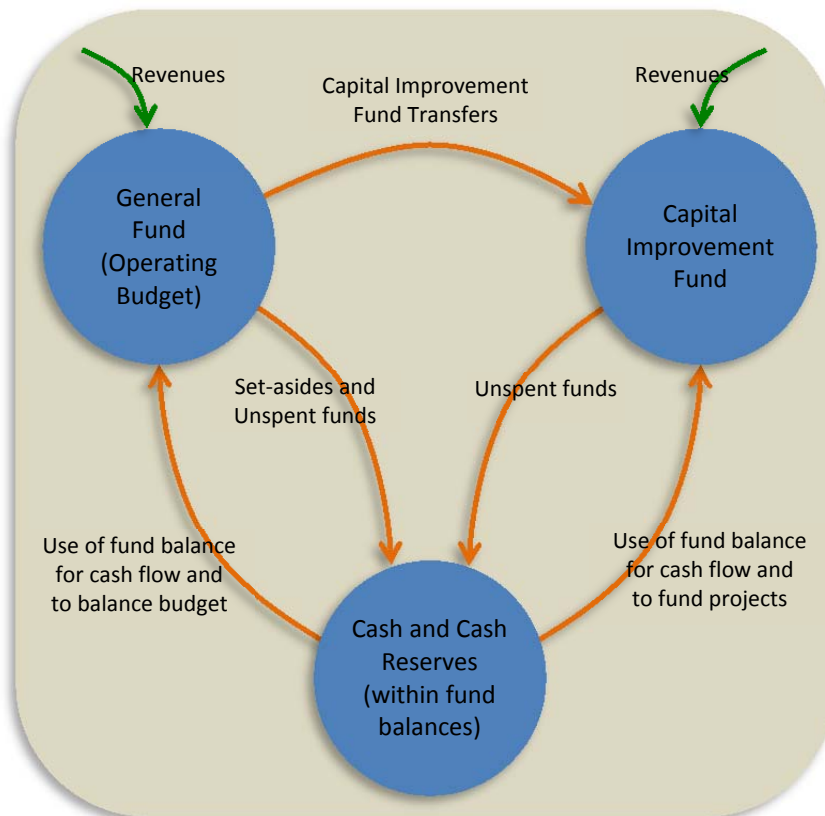 Revenues
Revenues
Capital Improvement
Fund Transfers
General
Fund
(Operating
Budget)
Capital
Improvement
Fund
Set-asides and
Unspent funds
Unspent funds
Use of fund balance
for cash flow and
to balance budget
Use of fund balance
for cash flow and
to fund projects
Cash and Cash
Reserves
(within fund
balances)